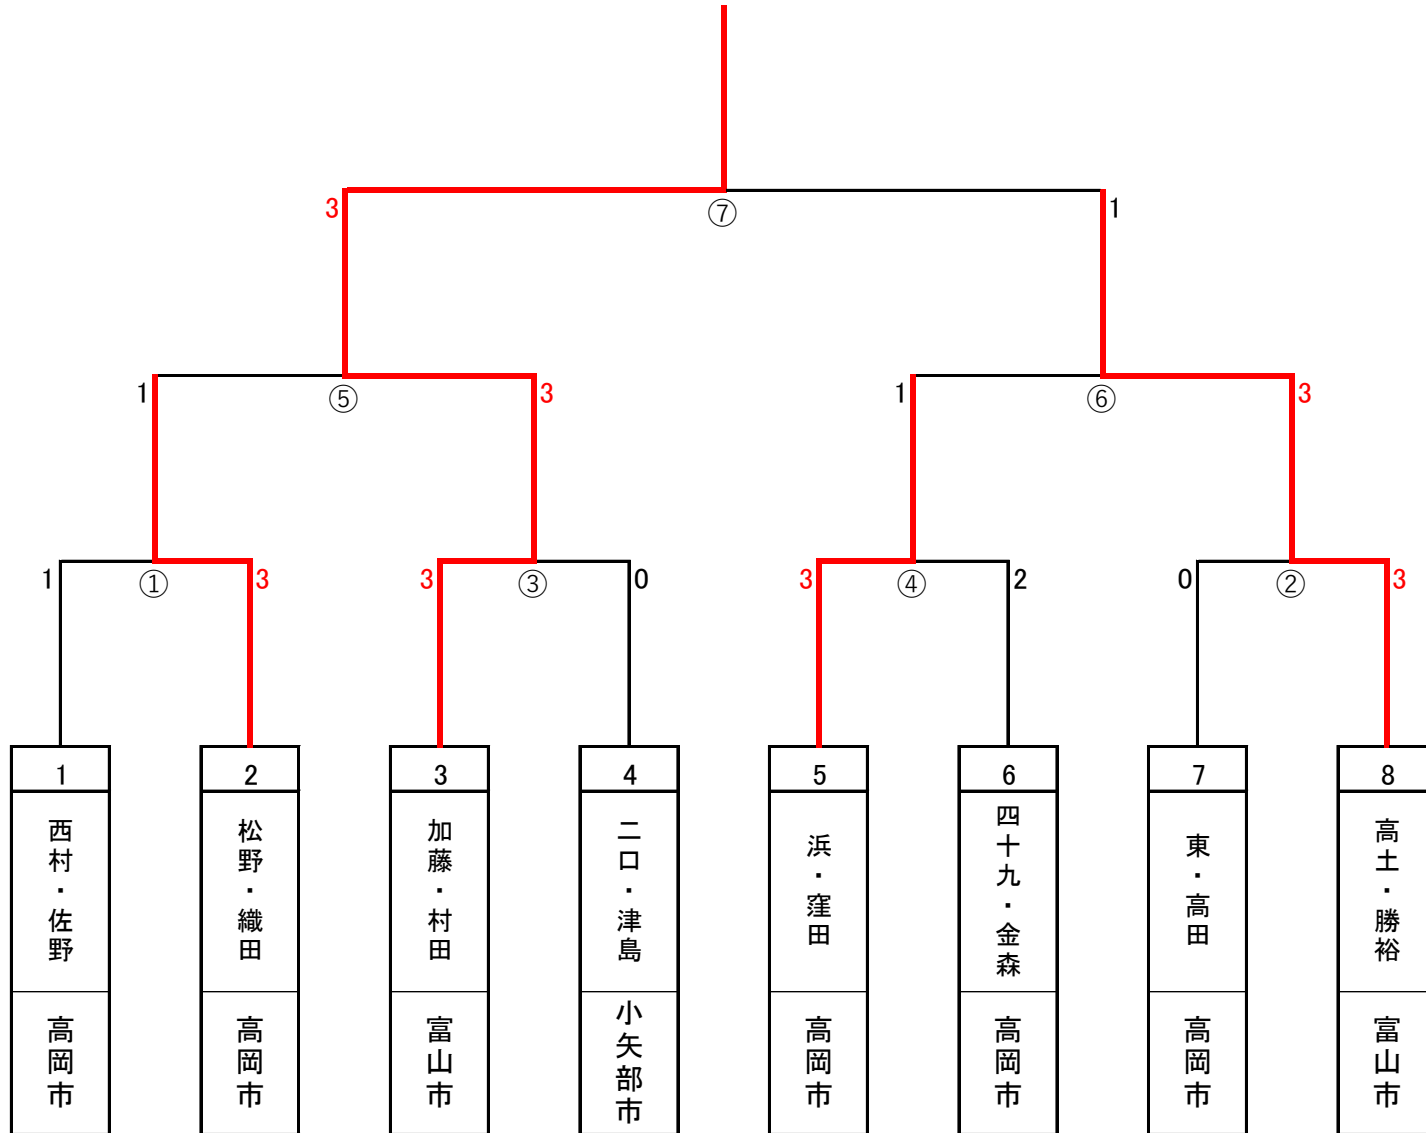 3
⑦
1
1
⑤
3
1
⑥
3
1
①
3
3
③
0
3
④
2
0
②
3
1
2
3
4
5
6
7
8
西村・佐野
松野・織田
加藤・村田
二口・津島
浜・窪田
四十九・金森
東・高田
高土・勝裕
高岡市
高岡市
富山市
小矢部市
高岡市
高岡市
高岡市
富山市